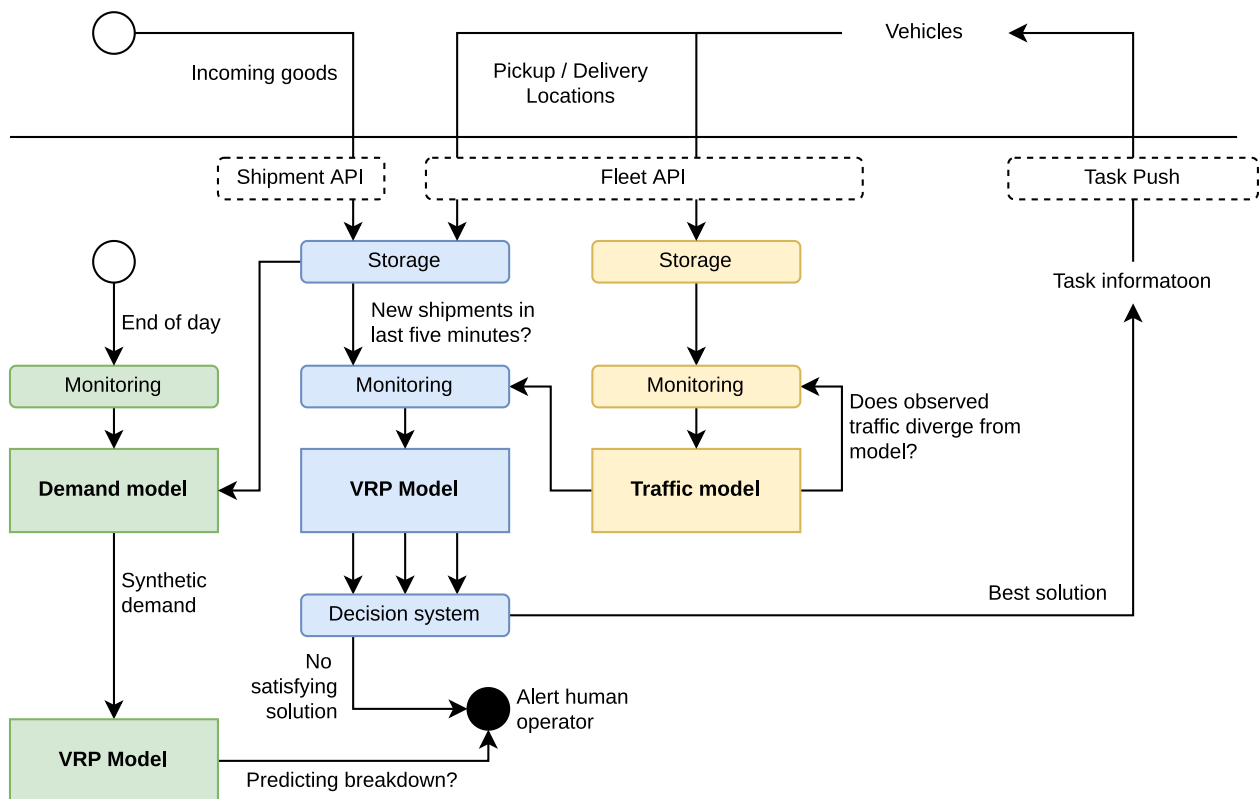 Vehicles
Incoming goods
Pickup / Delivery
Locations
Shipment API
Fleet API
Task Push
Storage
Storage
Task informatoon
New shipments in
last five minutes?
End of day
Monitoring
Monitoring
Monitoring
Does observed
traffic diverge from
model?
Demand model
VRP Model
Traffic model
Synthetic
demand
Best solution
Decision system
No
satisfying
solution
Alert human
operator
VRP Model
Predicting breakdown?